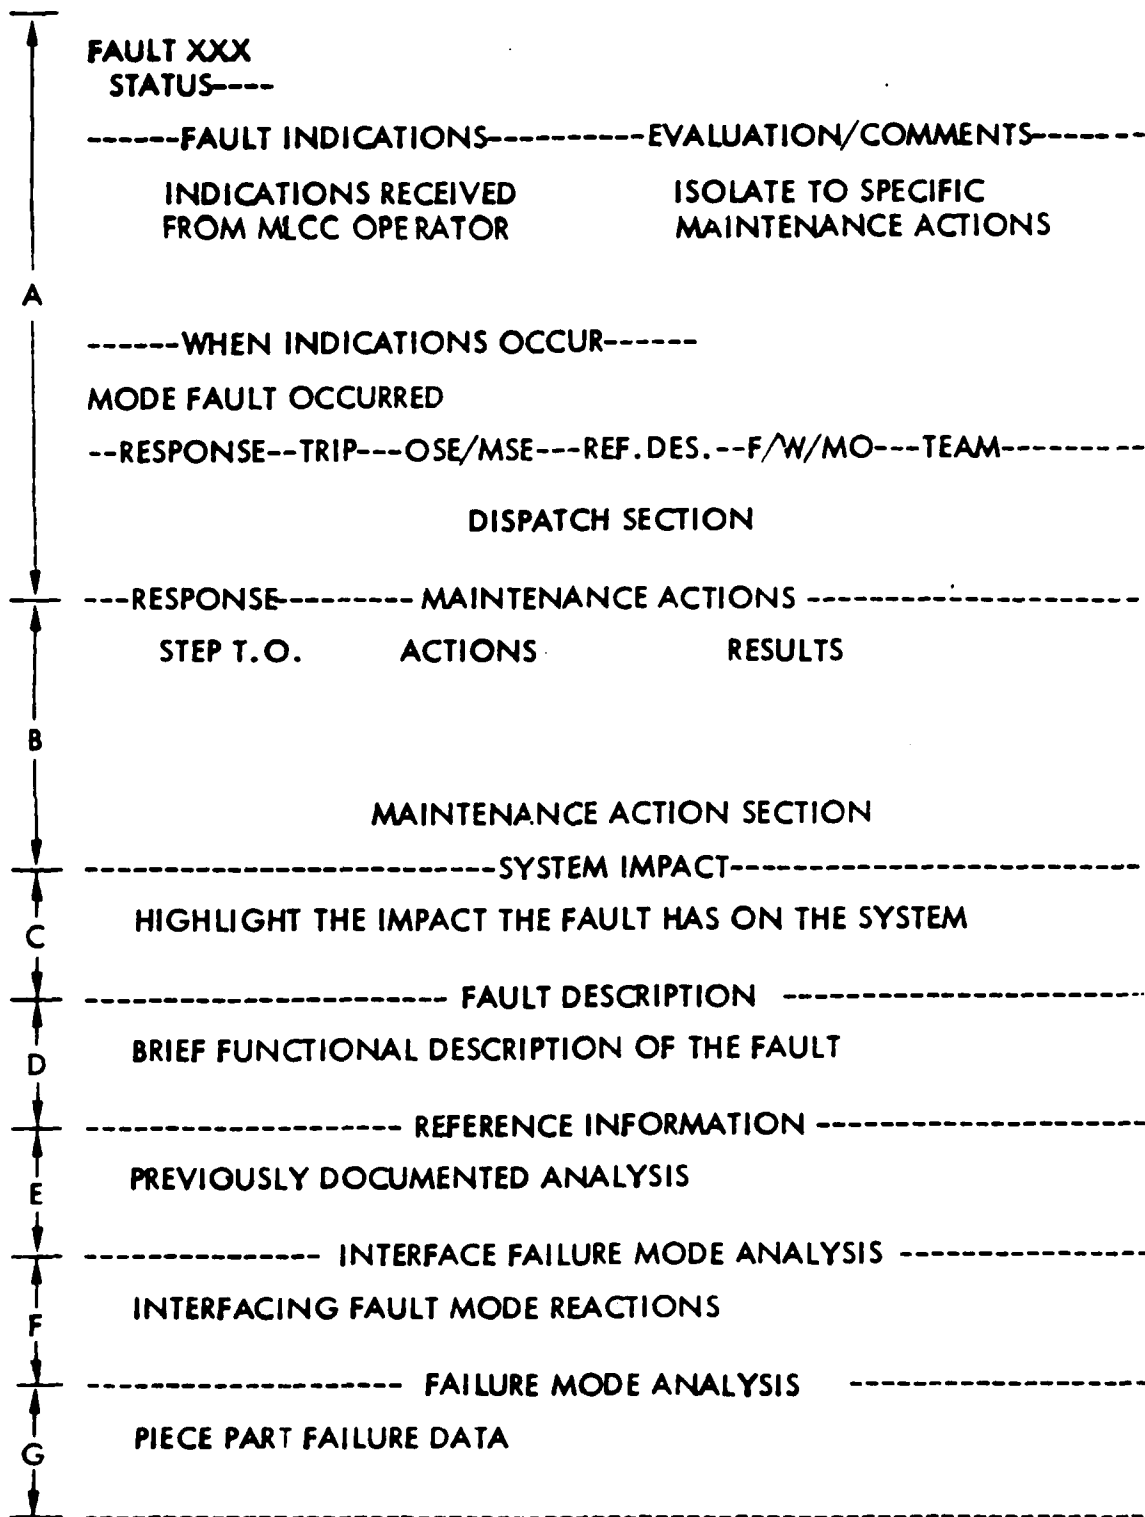 FAULT XXX
STATUS----
------FAULT INDICATIONS----------EVALUATION/COMMENTS-------
INDICATIONS RECEIVED ISOLATE TO SPECIFIC
FROM MLCC OPERATOR MAINTENANCE ACTIONS
A
------WHEN INDICATIONS OCCUR------
MODE FAULT OCCURRED
--RESPONSE--TRIP---OSE/MSE---REF.DES.--F/W/MO---TEAM---------
DISPATCH SECTION
---RESPONSE--------- MAINTENANCE ACTIONS ---------------------
STEP T.O. ACTIONS RESULTS
B
MAINTENANCE ACTION SECTION
--------------------------SYSTEM IMPACT--------------------------
C
HIGHLIGHT THE IMPACT THE FAULT HAS ON THE SYSTEM
----------------------- FAULT DESCRIPTION -----------------------
D
BRIEF FUNCTIONAL DESCRIPTION OF THE FAULT
-------------------- REFERENCE INFORMATION ---------------------
E
PREVIOUSLY DOCUMENTED ANALYSIS
--------------- INTERFACE FAILURE MODE ANALYSIS ----------------
F
INTERFACING FAULT MODE REACTIONS
-------------------- FAILURE MODE ANALYSIS -------------------
G
PIECE PART FAILURE DATA